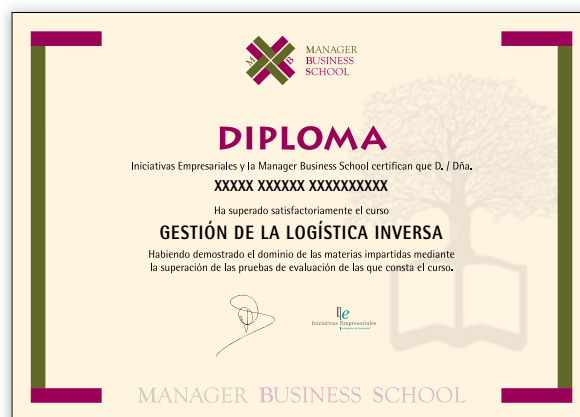 M B
MANAGER
BUSINESS
SCHOOL
DIPLOMA
Iniciativas Empresariales y la Manager Business School certifican que D. / Dña.
XXXXX XXXXXX XXXXXXXXXX
Ha superado satisfactoriamente el curso
GESTIÓN DE LA LOGÍSTICA INVERSA
Habiendo demostrado el dominio de las materias impartidas mediante
la superación de las pruebas de evaluación de las que consta el curso.
Iniciativas Empresariales
MANAGER BUSINESS SCHOOL